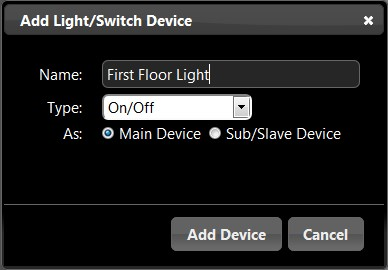 Add Light/Switch Device ×
Name: First Floor Light
Type: On/Off
As: Main Device Sub/Slave Device
Add Device Cancel